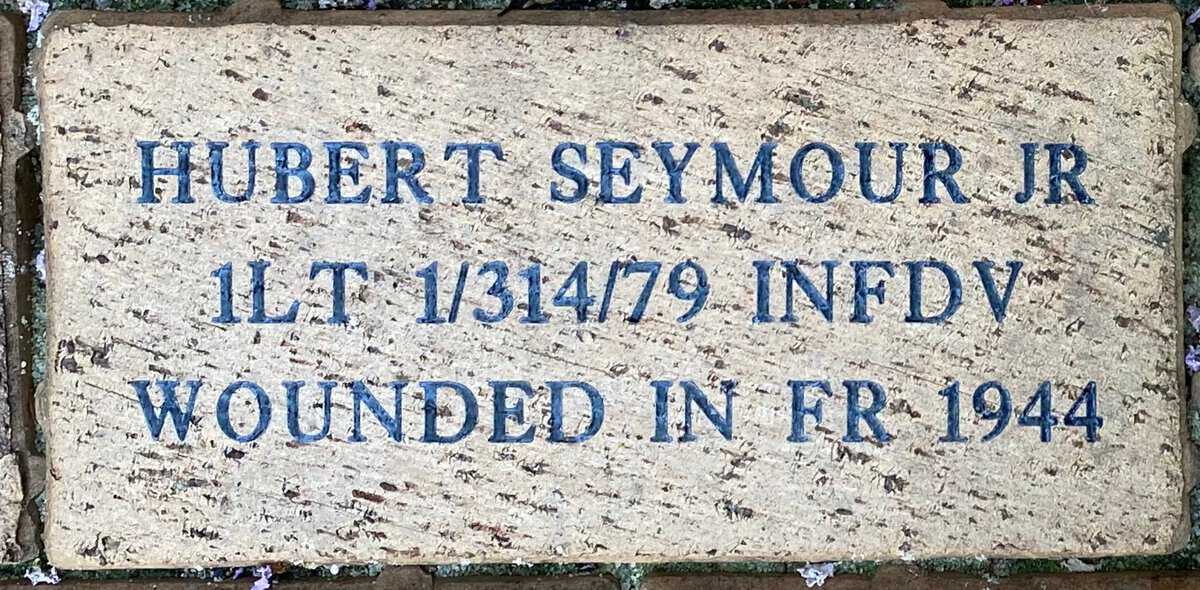 HUBERT SEYMOUR JR
1LT 1/314/79 INFDV
WOUNDED IN FR 1944